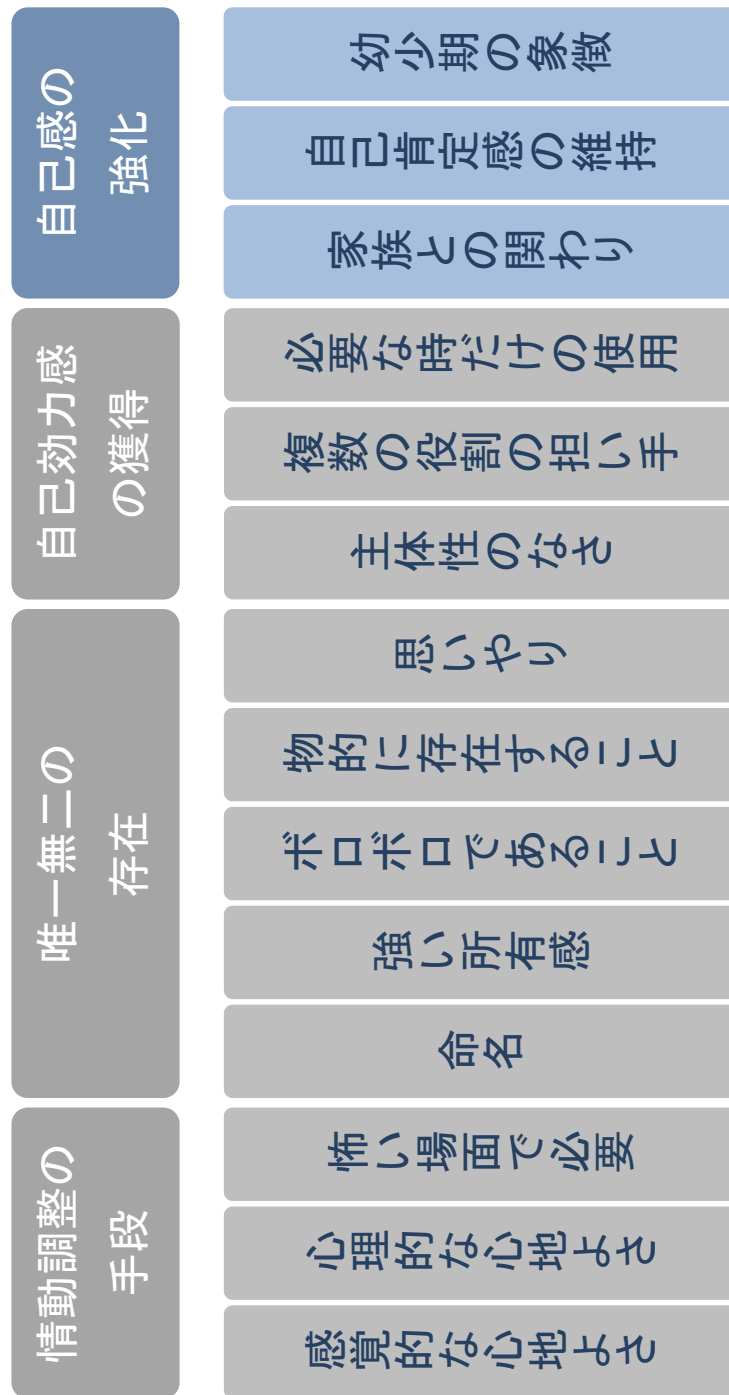 自己感の
強化
幼少期の象徴
自己肯定感の維持
家族との関わり
自己効力感
の獲得
必要な時だけの使用
複数の役割の担い手
主体性のなさ
唯一無二の
存在
思いやり
物的に存在すること
ボロボロであること
強い所有感
命名
情動調整の
手段
怖い場面で必要
心理的な心地よさ
感覚的な心地よさ